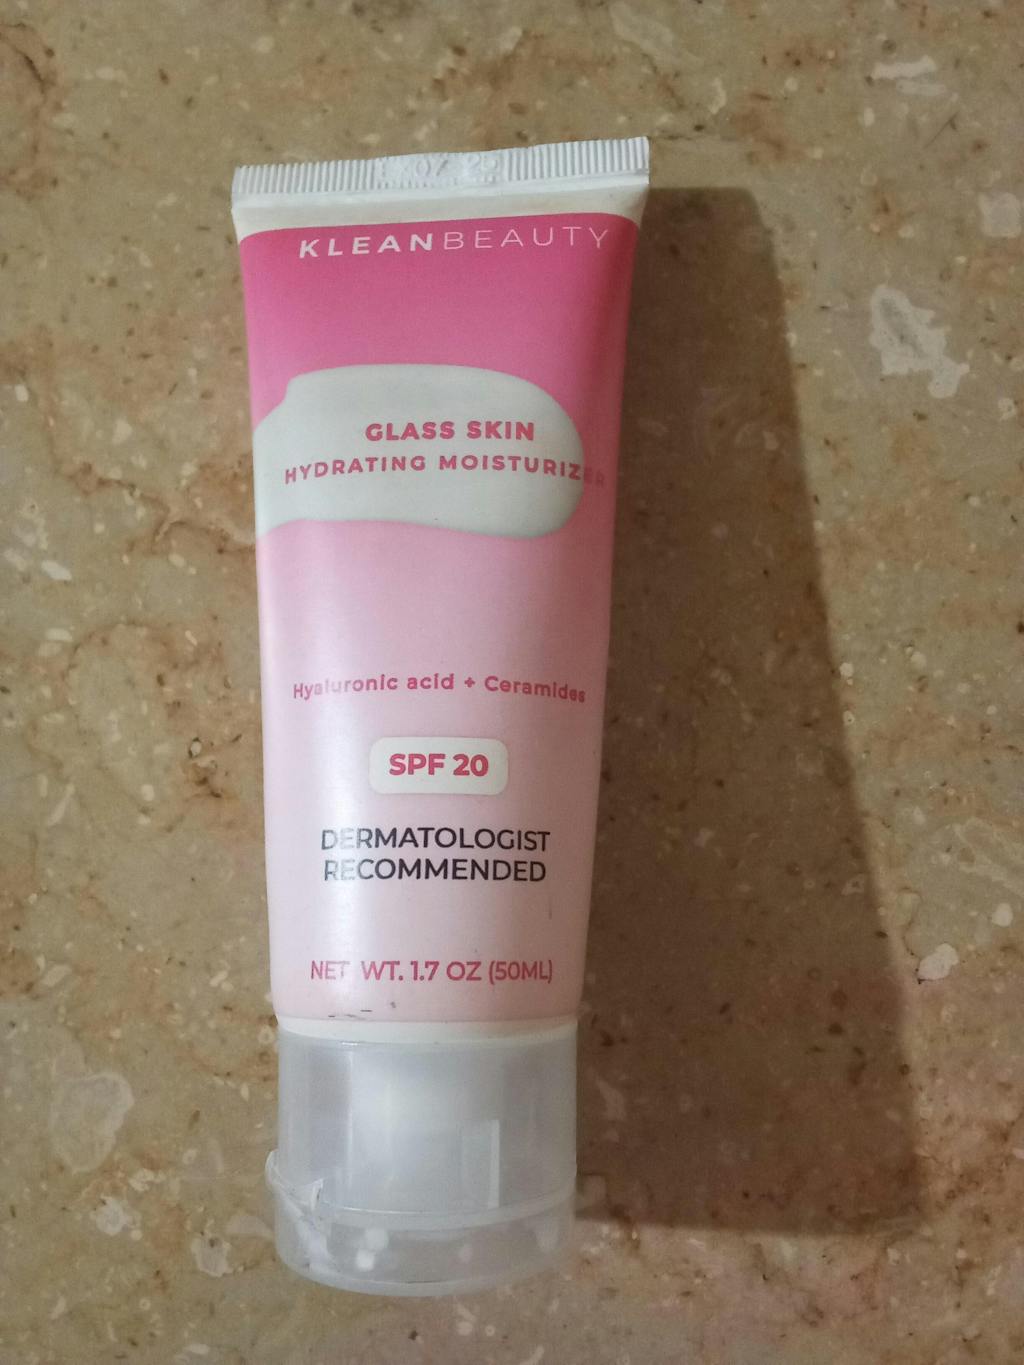 KLEANBEAUTY
GLASS SKIN
HYDRATING MOISTURIZER
Hyaluronic acid + Ceramides
SPF 20
DERMATOLOGIST
RECOMMENDED
NET WT. 1.7 OZ (50ML)